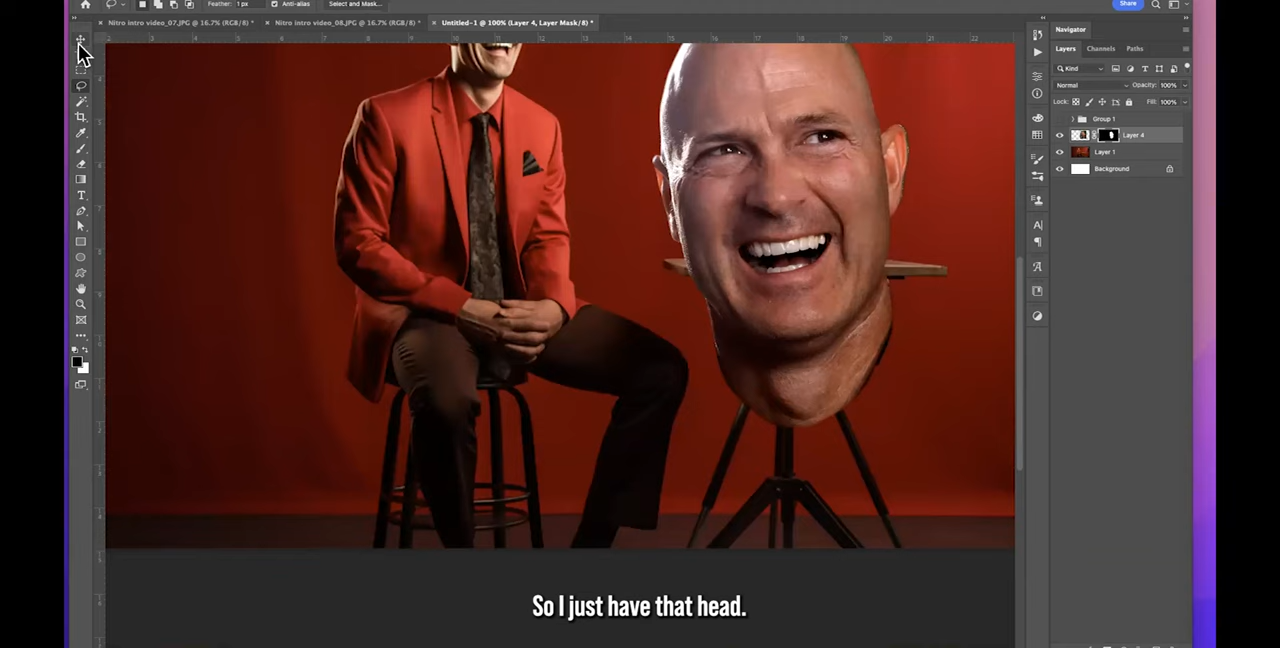 Feather: 1 px Anti-alias Select and Mask... Share
Nitro intro video_07.JPG @ 16.7% (RGB/8) * Nitro intro video_08.JPG @ 16.7% (RGB/8) * Untitled-1 @ 100% (Layer 4, Layer Mask/8) *
Navigator
Layers Channels Paths
Kind
Normal Opacity: 100%
Lock: Fill: 100%
Group 1
Layer 4
Layer 1
Background
So I just have that head.